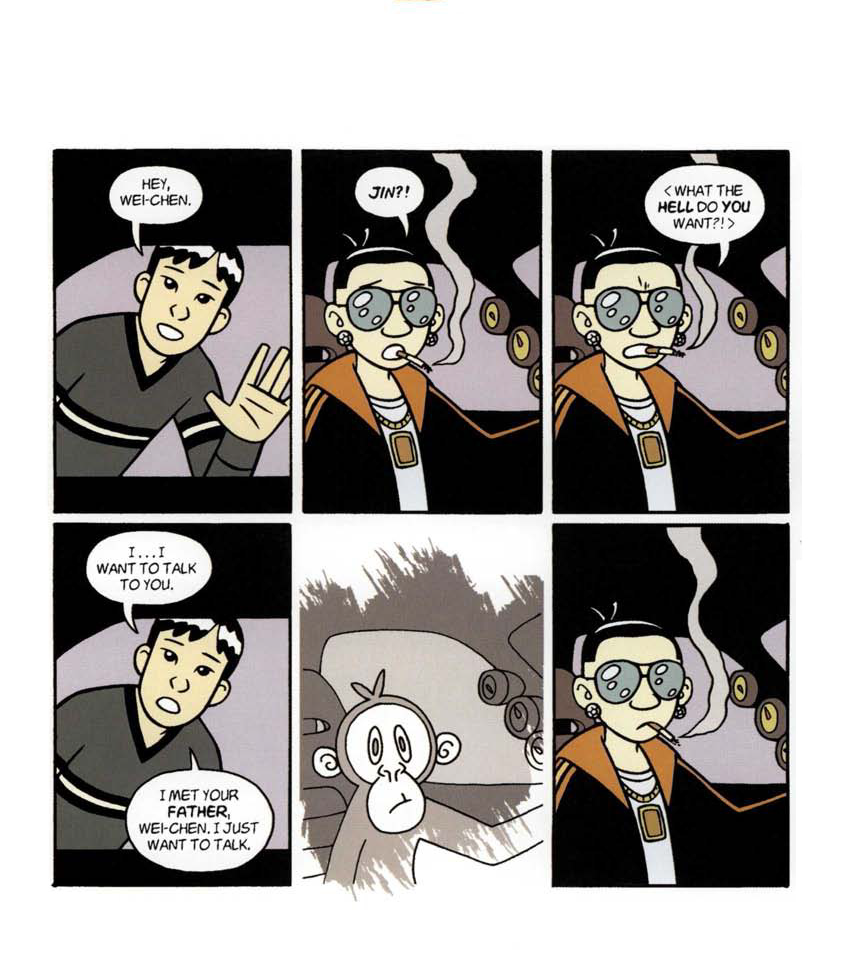 HEY,
WEI-CHEN.
JIN?!
< WHAT THE
HELL DO YOU
WANT?! >
I...I
WANT TO TALK
TO YOU.
I MET YOUR
FATHER,
WEI-CHEN. I JUST
WANT TO TALK.